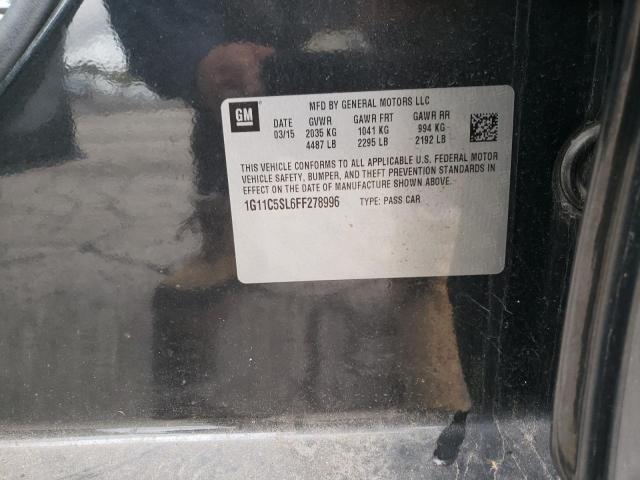 GM
MFD BY GENERAL MOTORS LLC
DATE GVWR GAWR FRT GAWR RR
03/15 2035 KG 1041 KG 994 KG
4487 LB 2295 LB 2192 LB
THIS VEHICLE CONFORMS TO ALL APPLICABLE U.S. FEDERAL MOTOR
VEHICLE SAFETY, BUMPER, AND THEFT PREVENTION STANDARDS IN
EFFECT ON THE DATE OF MANUFACTURE SHOWN ABOVE.
1G11C5SL6FF278996 TYPE: PASS CAR